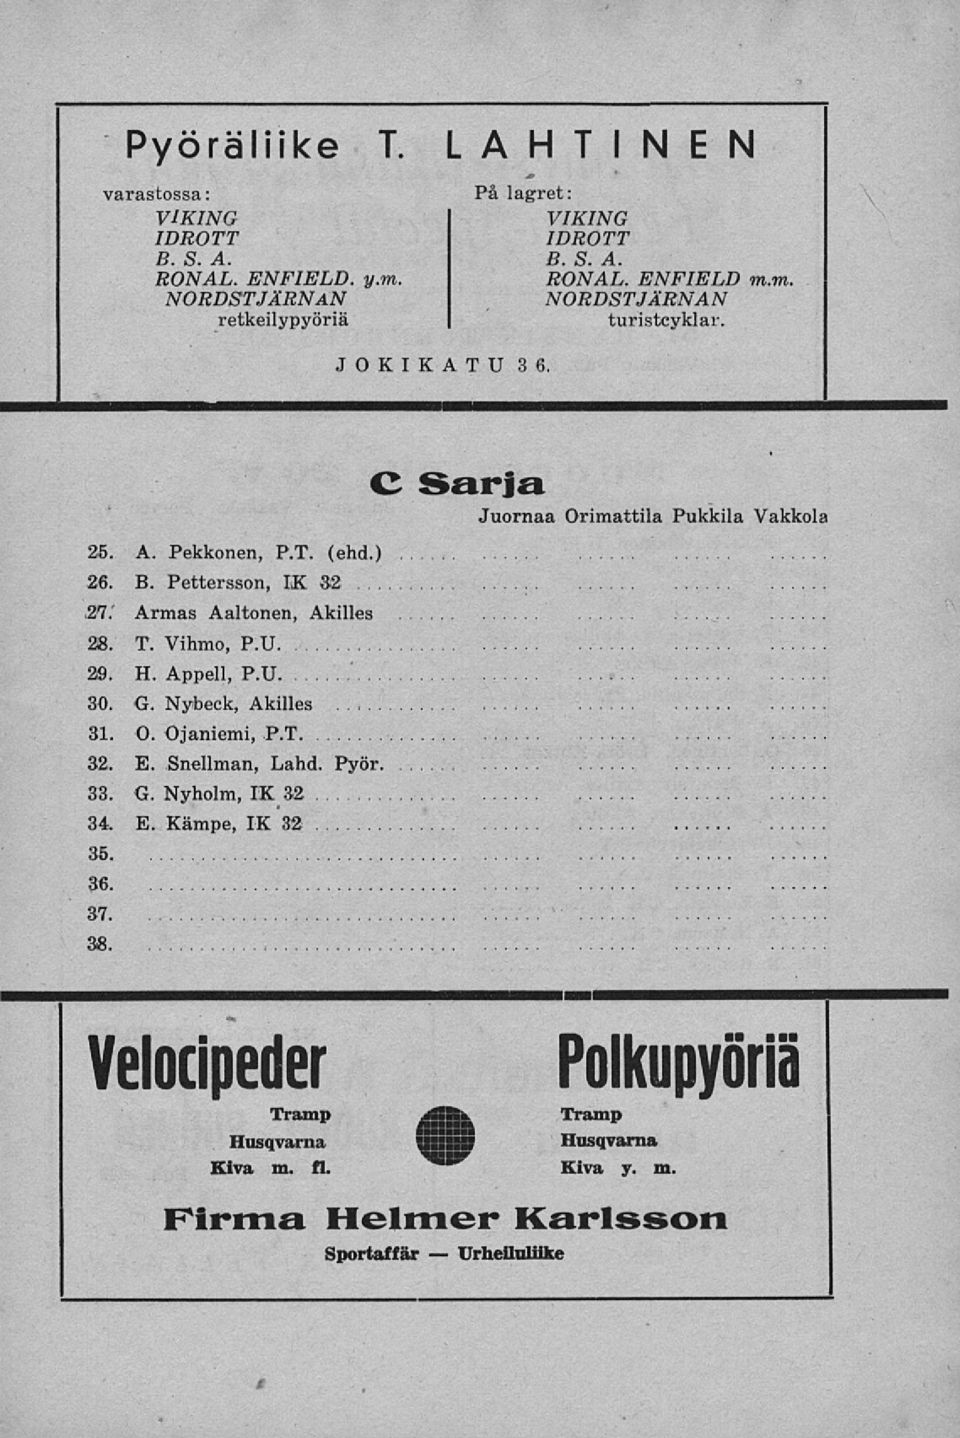 Pyöräliike T. LAHTINEN
varastossa:
VIKING
IDROTT
B. S. A.
RONAL. ENFIELD. y.m.
NORDSTJÄRNAN
retkeilypyöriä
På lagret:
VIKING
IDROTT
B. S. A.
RONAL. ENFIELD m.m.
NORDSTJÄRNAN
turistcyklar.
JOKIKATU 36.
C Sarja
Juornaa Orimattila Pukkila Vakkola
25. A. Pekkonen, P.T. (ehd.)
26. B. Pettersson, IK 32
27. Armas Aaltonen, Akilles
28. T. Vihmo, P.U.
29. H. Appell, P.U.
30. G. Nybeck, Akilles
31. O. Ojaniemi, P.T.
32. E. Snellman, Lahd. Pyör.
33. G. Nyholm, IK 32
34. E. Kämpe, IK 32
35.
36.
37.
38.
Velocipeder
Tramp
Husqvarna
Kiva m. fl.
Polkupyöriä
Tramp
Husqvarna
Kiva y. m.
Firma Helmer Karlsson
Sportaffär — Urheiluliike